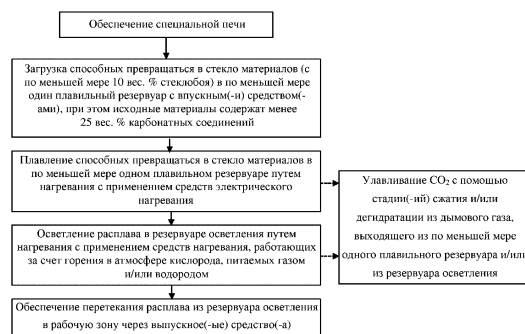 Обеспечение специальной печи
Загрузка способных превращаться в стекло материалов (с
по меньшей мере 10 вес. % стеклобоя) в по меньшей мере
один плавильный резервуар с впускным(-и) средством(-
ами), при этом исходные материалы содержат менее
25 вес. % карбонатных соединений
Плавление способных превращаться в стекло материалов в
по меньшей мере одном плавильном резервуаре путем
нагревания с применением средств электрического
нагревания
Осветление расплава в резервуаре осветления путем
нагревания с применением средств нагревания, работающих
за счет горения в атмосфере кислорода, питаемых газом
и/или водородом
Обеспечение перетекания расплава из резервуара осветления
в рабочую зону через выпускное(-ые) средство(-а)
Улавливание CO₂ с помощью
стадии(-ий) сжатия и/или
дегидратации из дымового газа,
выходящего из по меньшей мере
одного плавильного резервуара и/или
из резервуара осветления